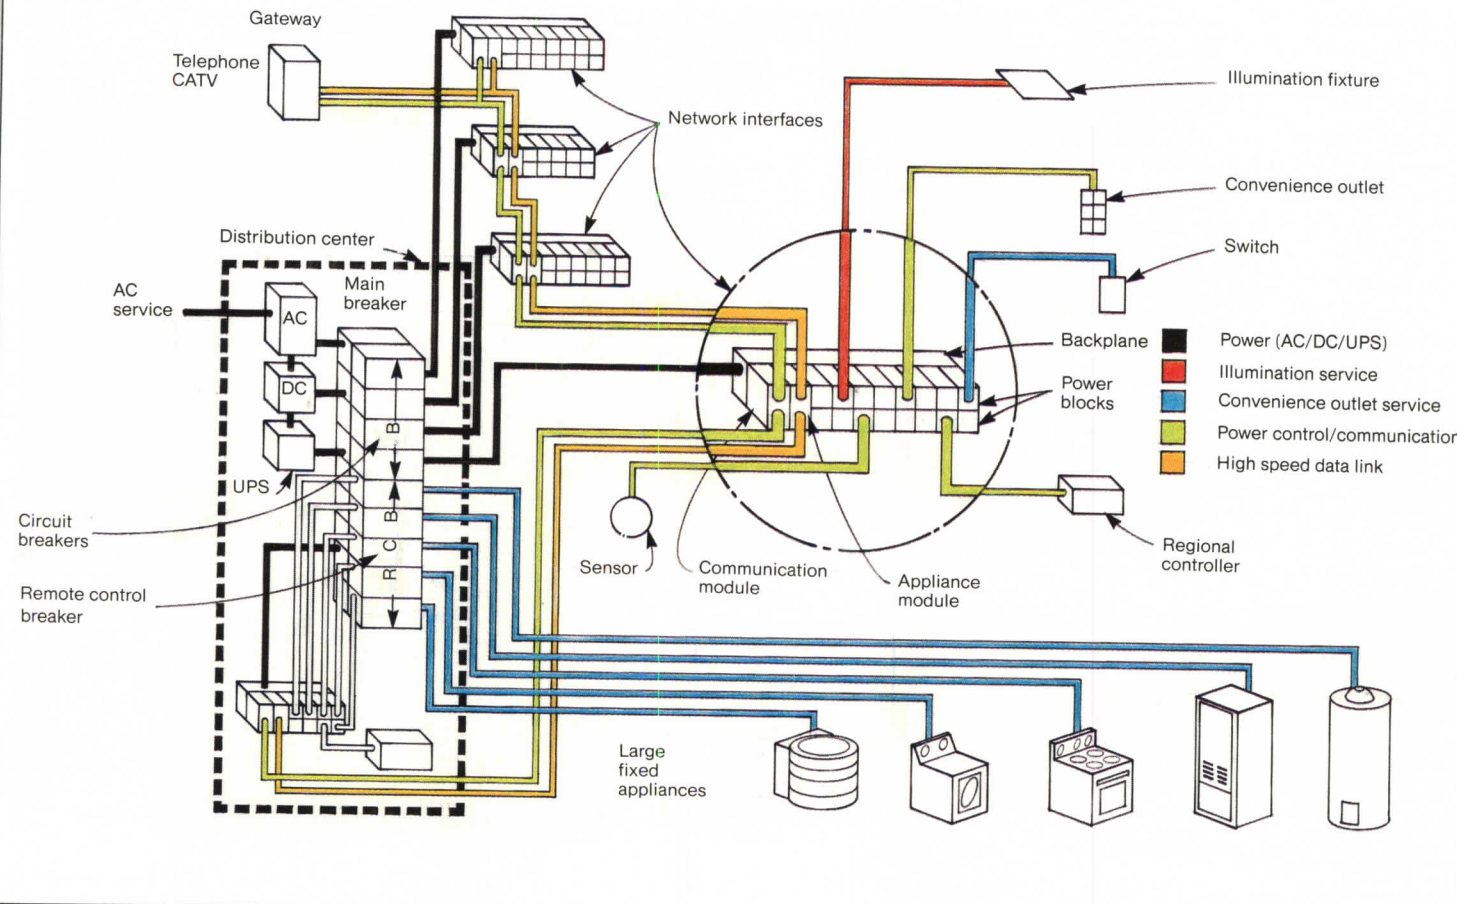 Gateway
Telephone
CATV
Network interfaces
Illumination fixture
Convenience outlet
Switch
Distribution center
Main
breaker
AC
service
AC
DC
UPS
B
B
C
R
Circuit
breakers
Remote control
breaker
Backplane
Power
blocks
Power (AC/DC/UPS)
Illumination service
Convenience outlet service
Power control/communication
High speed data link
Sensor
Communication
module
Appliance
module
Regional
controller
Large
fixed
appliances